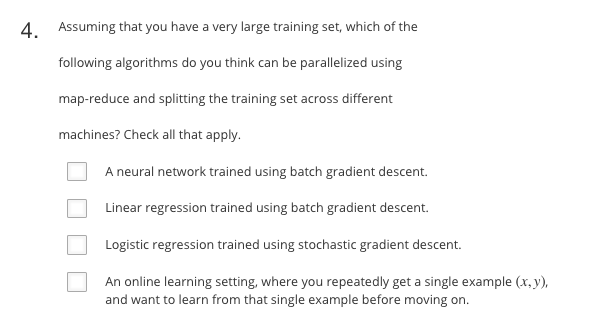 4. Assuming that you have a very large training set, which of the
following algorithms do you think can be parallelized using
map-reduce and splitting the training set across different
machines? Check all that apply.
A neural network trained using batch gradient descent.
Linear regression trained using batch gradient descent.
Logistic regression trained using stochastic gradient descent.
An online learning setting, where you repeatedly get a single example (x, y),
and want to learn from that single example before moving on.